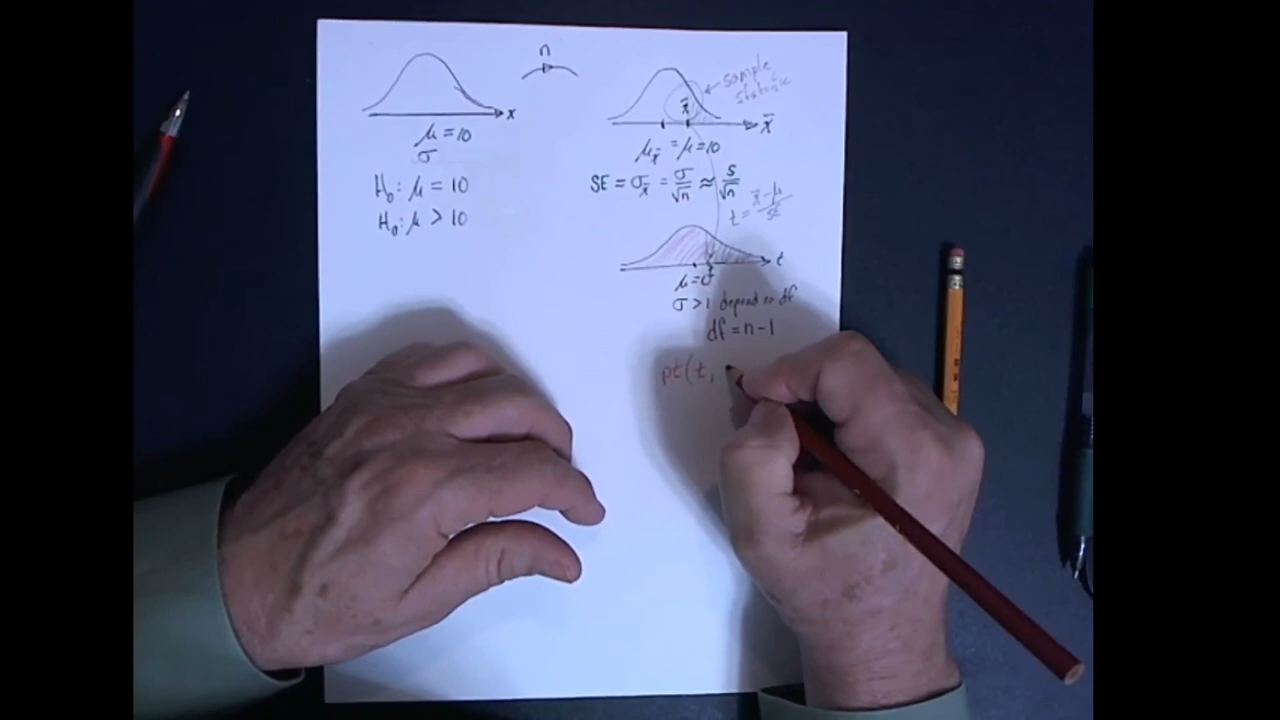 x
μ = 10
σ
H₀: μ = 10
Hₐ: μ > 10
n
sample
statistic
x̄
x̄
μx̄ = μ = 10
SE = σx̄ = σ/√n ≈ s/√n
t = x̄ - μ / SE
t
μ = 0
σ > 1 depend on df
df = n - 1
pt(t,